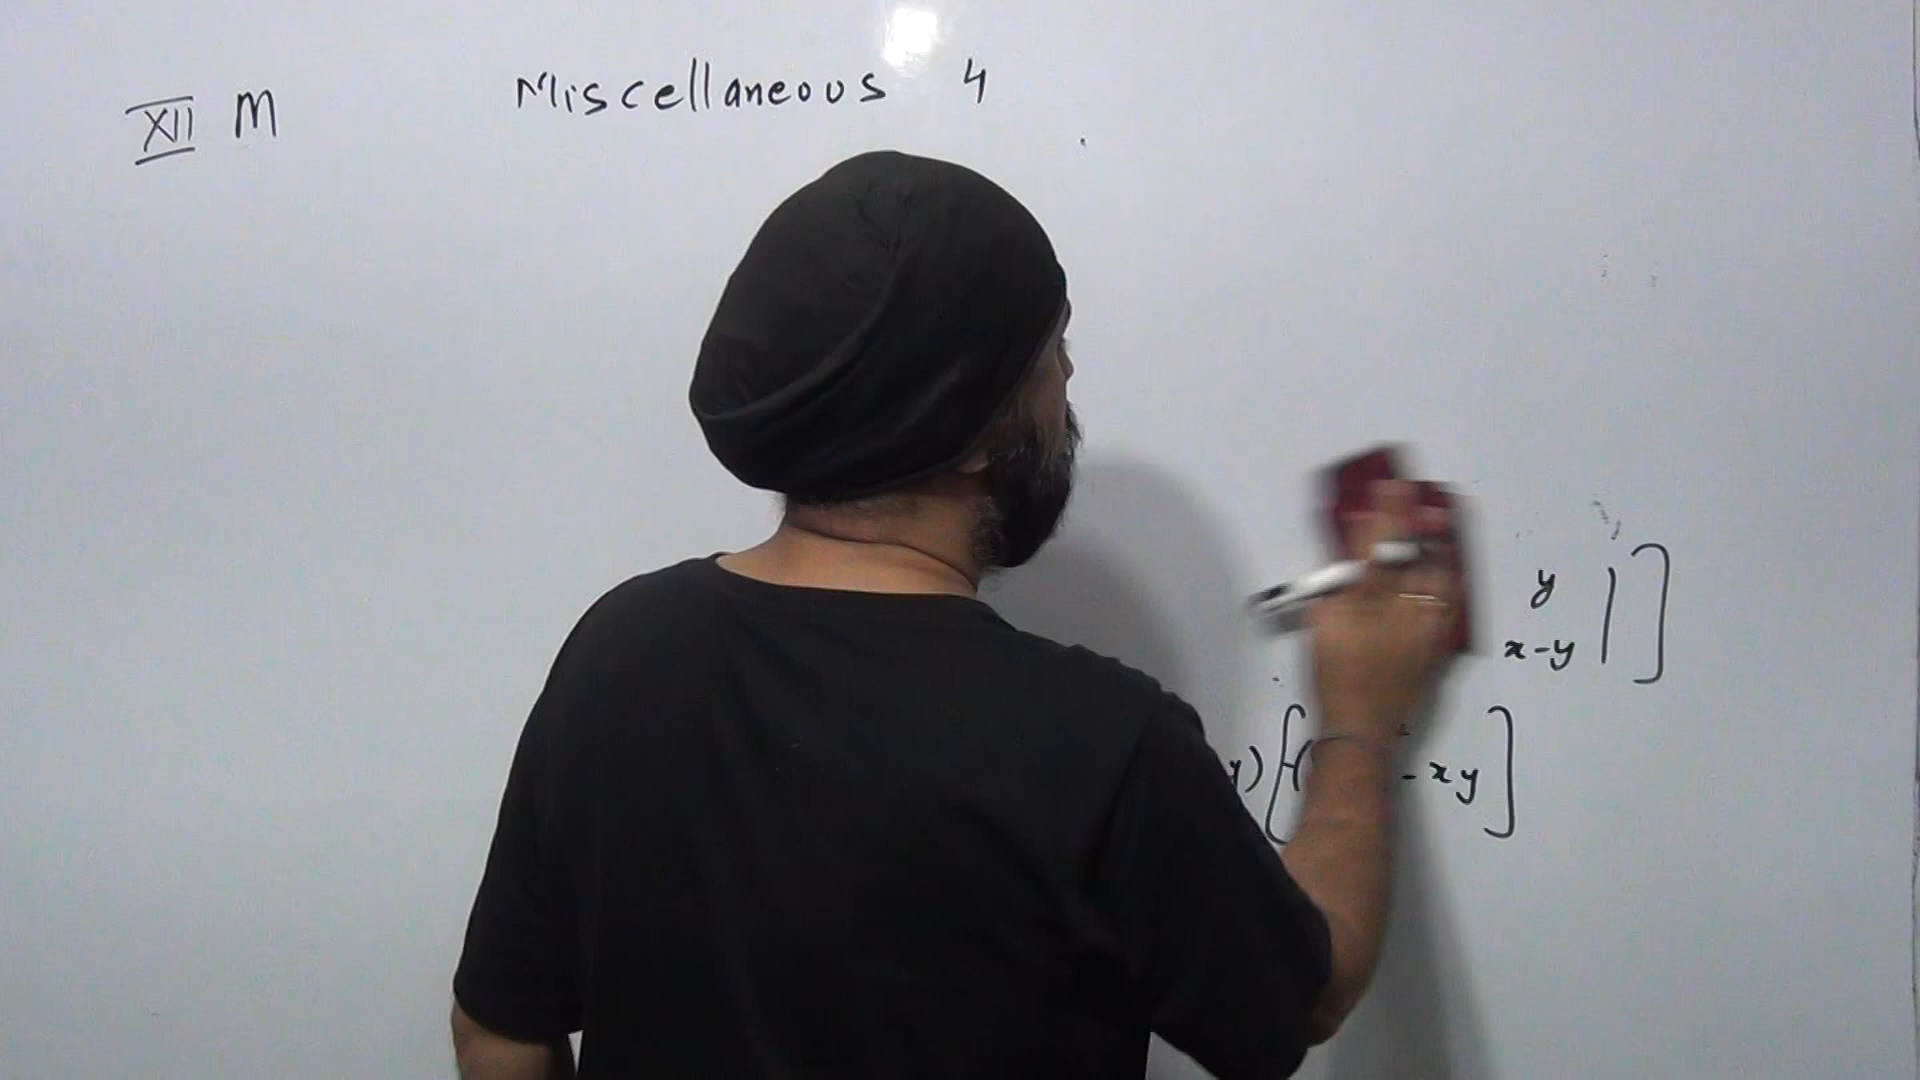 XII M Miscellaneous 4
y
x-y | ]
) [-( - xy ]